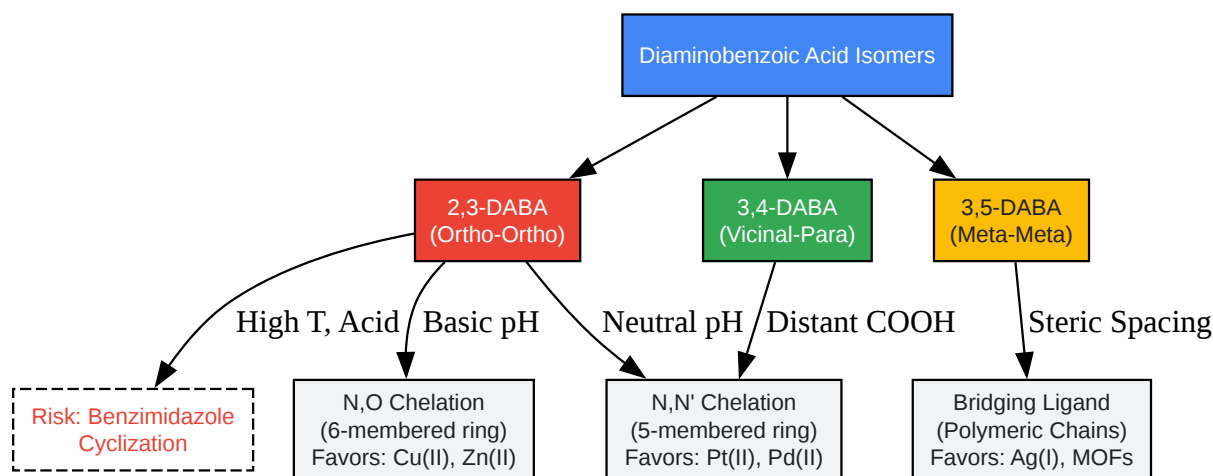 Diaminobenzoic Acid Isomers
2,3-DABA
(Ortho-Ortho)
3,4-DABA
(Vicinal-Para)
3,5-DABA
(Meta-Meta)
High T, Acid
Basic pH
Neutral pH
Distant COOH
Steric Spacing
Risk: Benzimidazole
Cyclization
N,O Chelation
(6-membered ring)
Favors: Cu(II), Zn(II)
N,N' Chelation
(5-membered ring)
Favors: Pt(II), Pd(II)
Bridging Ligand
(Polymeric Chains)
Favors: Ag(I), MOFs